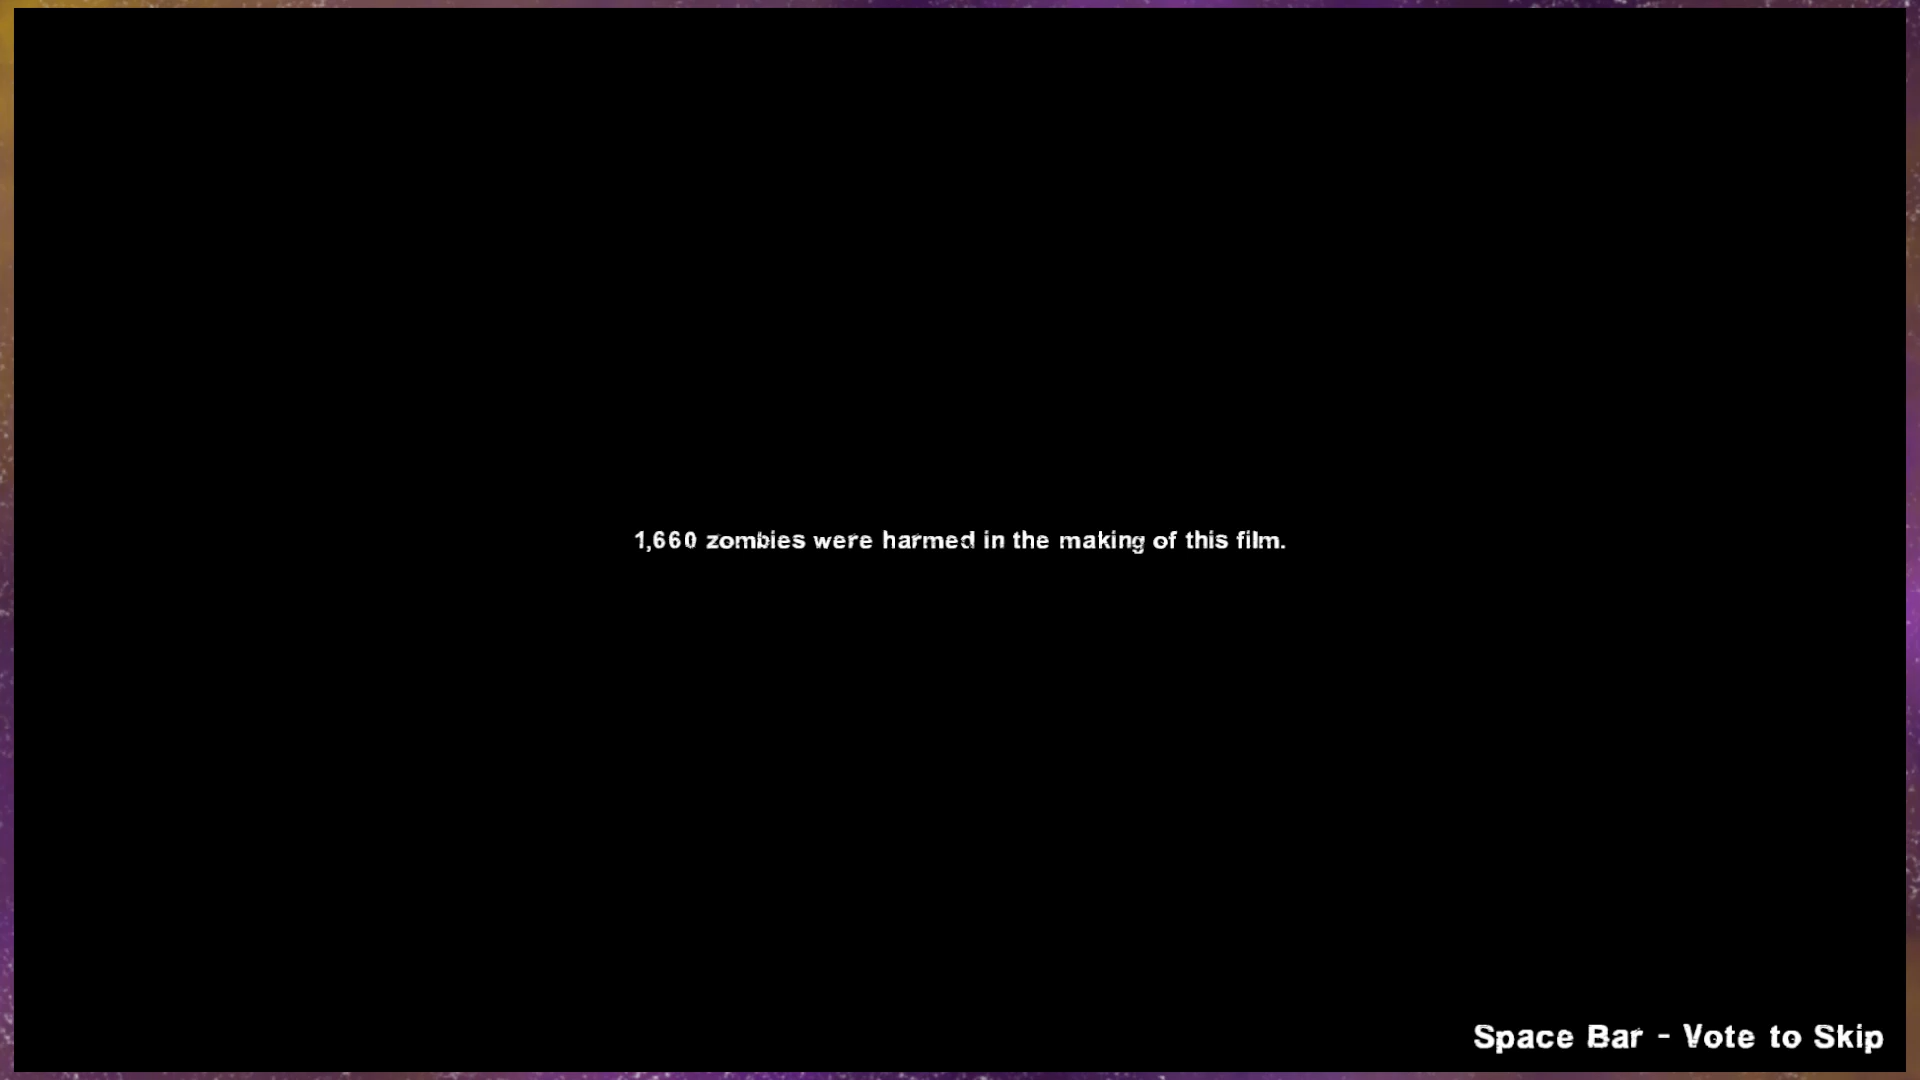 1,660 zombies were harmed in the making of this film.
Space Bar - Vote to Skip